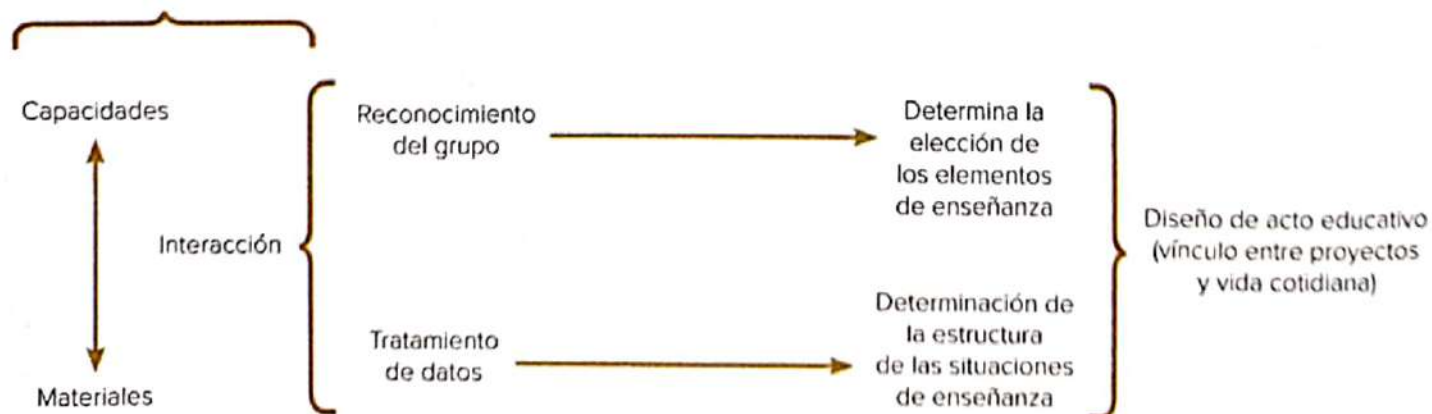 Capacidades
Interacción
Materiales
Reconocimiento
del grupo
Determina la
elección de
los elementos
de enseñanza
Tratamiento
de datos
Determinación de
la estructura
de las situaciones
de enseñanza
Diseño de acto educativo
(vínculo entre proyectos
y vida cotidiana)